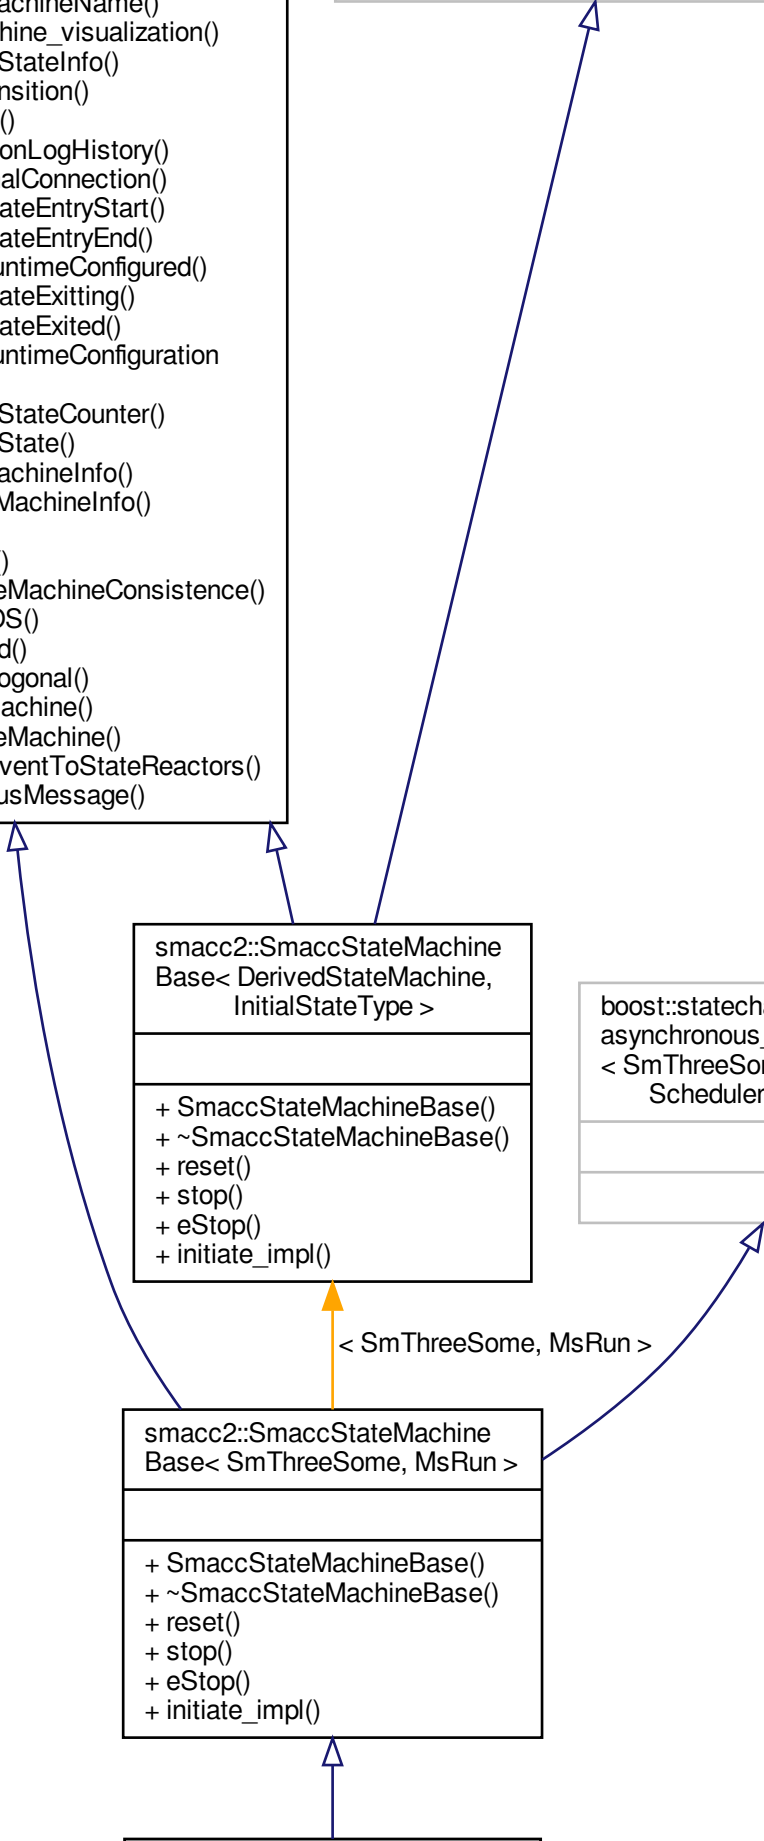 achineName()
hine_visualization()
StateInfo()
nsition()
()
onLogHistory()
alConnection()
ateEntryStart()
ateEntryEnd()
untimeConfigured()
ateExitting()
ateExited()
untimeConfiguration
StateCounter()
State()
achineInfo()
MachineInfo()
()
eMachineConsistence()
OS()
d()
ogonal()
achine()
eMachine()
ventToStateReactors()
usMessage()
smacc2::SmaccStateMachine
Base< DerivedStateMachine,
InitialStateType >
+ SmaccStateMachineBase()
+ ~SmaccStateMachineBase()
+ reset()
+ stop()
+ eStop()
+ initiate_impl()
boost::statecha
asynchronous_
< SmThreeSom
Scheduler
< SmThreeSome, MsRun >
smacc2::SmaccStateMachine
Base< SmThreeSome, MsRun >
+ SmaccStateMachineBase()
+ ~SmaccStateMachineBase()
+ reset()
+ stop()
+ eStop()
+ initiate_impl()